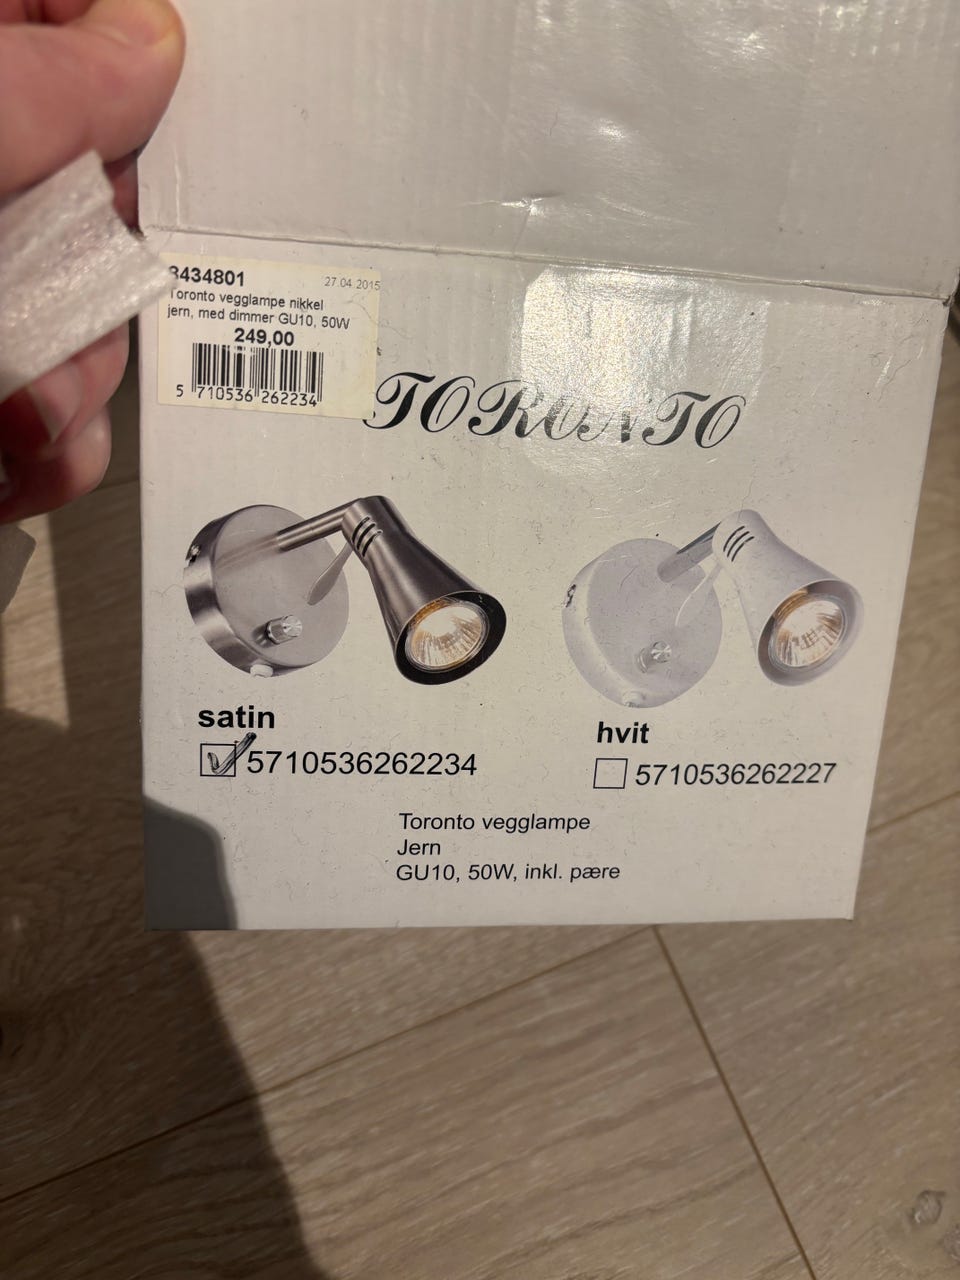 8434801
27.04.2015
Toronto vegglampe nikkel
jern, med dimmer GU10, 50W
249,00
5 710536 262234
TORONTO
satin
5710536262234
hvit
5710536262227
Toronto vegglampe
Jern
GU10, 50W, inkl. pære